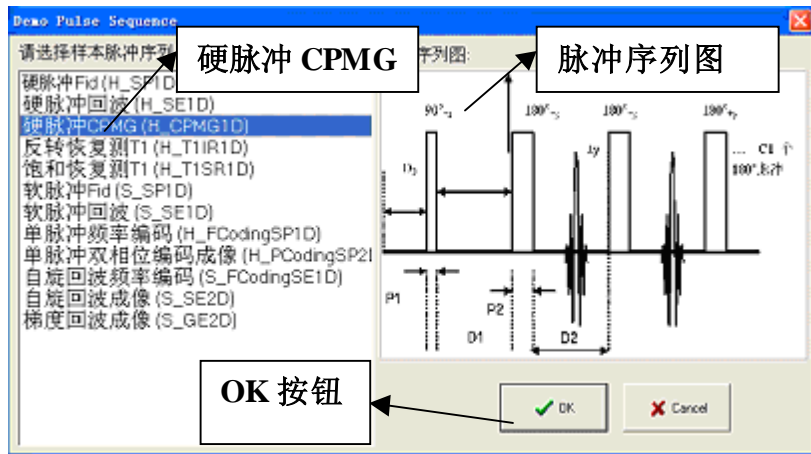 Demo Pulse Sequence
请选择样本脉冲序列
序列图:
硬脉冲 CPMG
脉冲序列图
硬脉冲Fid (H_SP1D
硬脉冲回波 (H_SE1D)
硬脉冲CPMG (H_CPMG1D)
反转恢复测T1 (H_T1IR1D)
饱和恢复测T1 (H_T1SR1D)
软脉冲Fid (S_SP1D)
软脉冲回波 (S_SE1D)
单脉冲频率编码 (H_FCodingSP1D)
单脉冲双相位编码成像 (H_PCodingSP2
自旋回波频率编码 (S_FCodingSE1D)
自旋回波成像 (S_SE2D)
梯度回波成像 (S_GE2D)
90°
180°
180°
180°
... C1 个
180°脉冲
P1
P2
D1
D2
OK 按钮
OK
Cancel